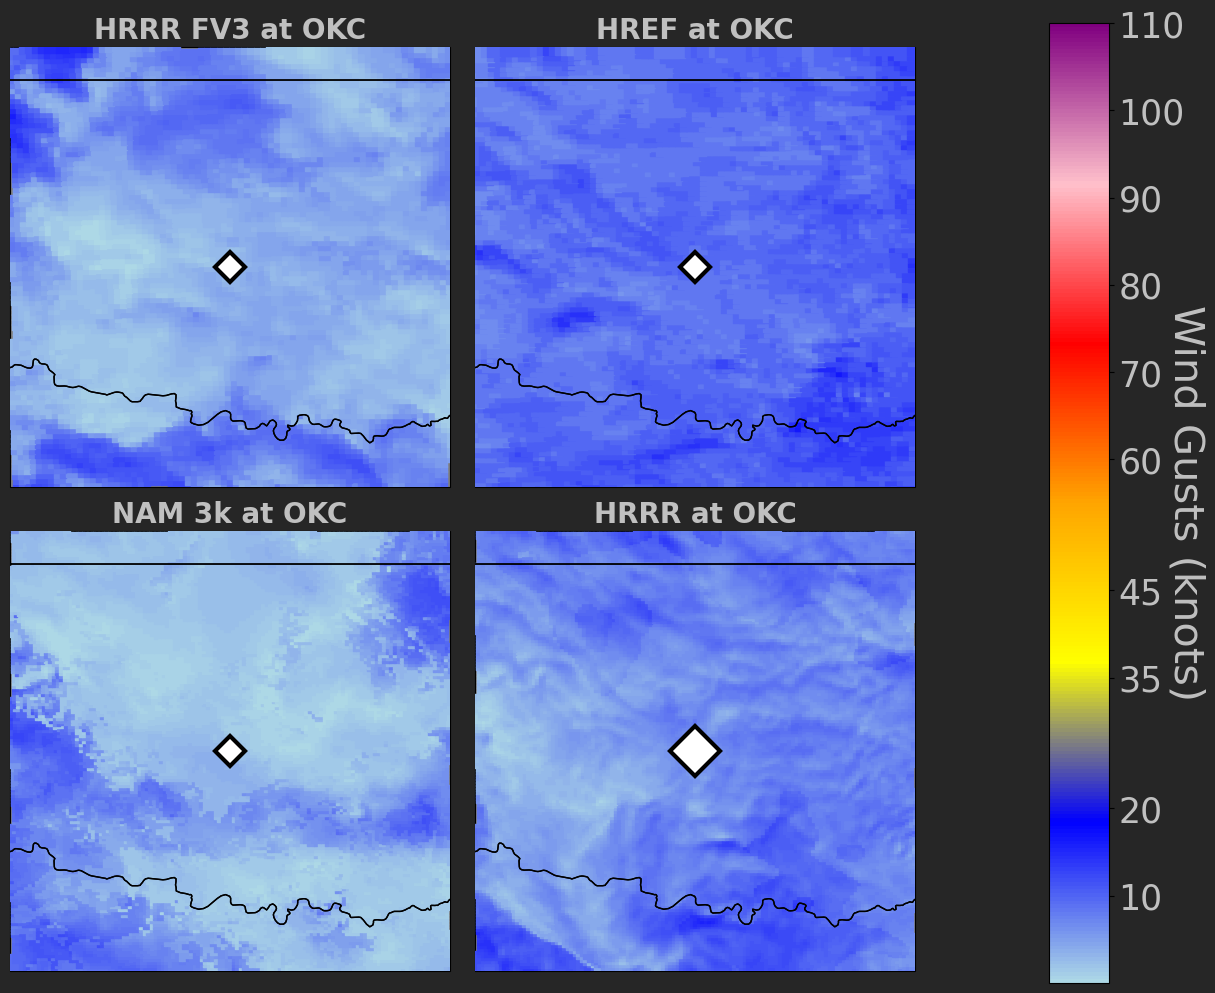 HRRR FV3 at OKC
HREF at OKC
NAM 3k at OKC
HRRR at OKC
110
100
90
80
70
60
45
35
20
10
Wind Gusts (knots)